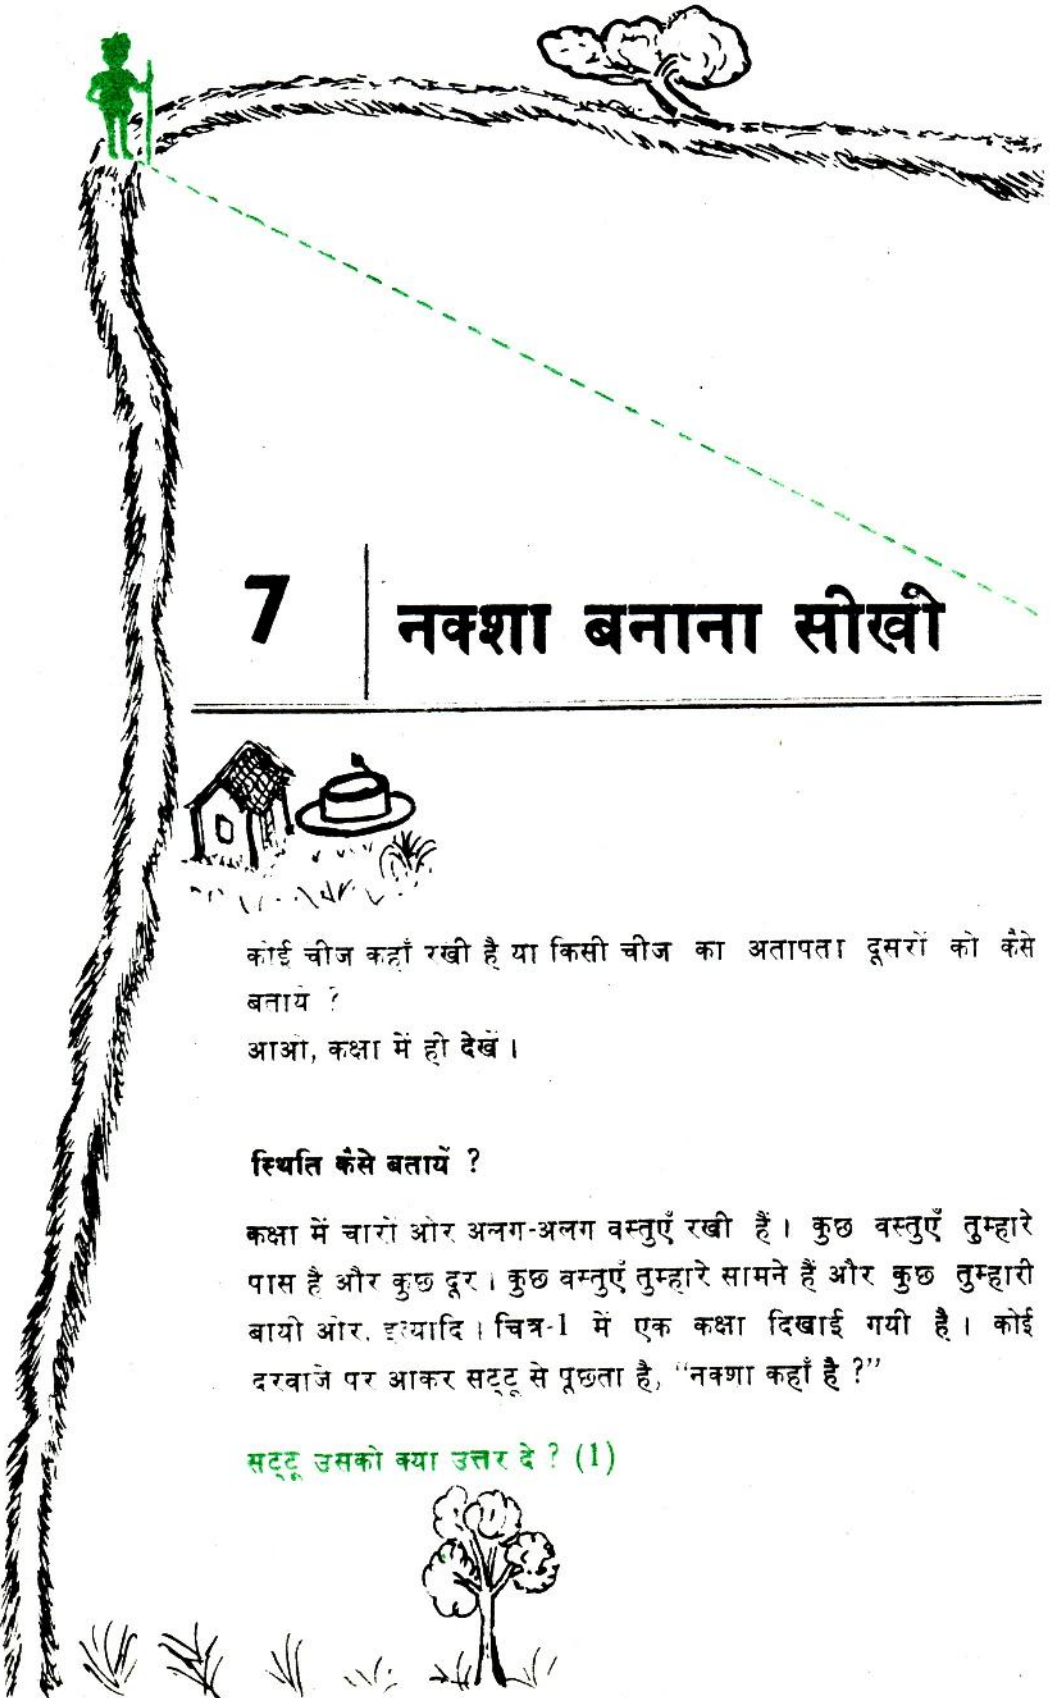 7
नक्शा बनाना सीखो
कोई चीज कहाँ रखी है या किसी चीज का अतापता दूसरों को कैसे
बतायें ?
आओ, कक्षा में ही देखें ।
स्थिति कैसे बतायें ?
कक्षा में चारों ओर अलग-अलग वस्तुएँ रखी हैं । कुछ वस्तुएँ तुम्हारे
पास है और कुछ दूर । कुछ वस्तुएँ तुम्हारे सामने हैं और कुछ तुम्हारी
बायी ओर, इत्यादि । चित्र-1 में एक कक्षा दिखाई गयी है । कोई
दरवाजे पर आकर सट्टू से पूछता है, “नक्शा कहाँ है ?”
सट्टू उसको क्या उत्तर दे ? (1)